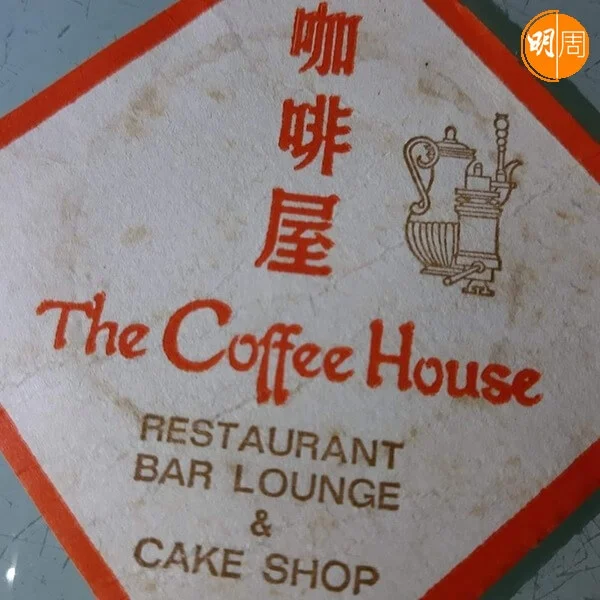 明周
咖啡屋
The Coffee House
RESTAURANT
BAR LOUNGE
&
CAKE SHOP